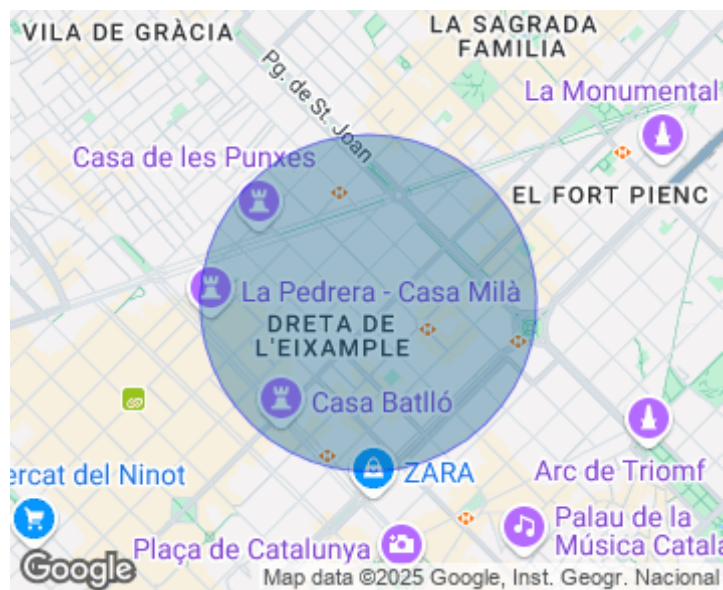 VILA DE GRÀCIA
LA SAGRADA
FAMILIA
Pg. de St. Joan
La Monumental
Casa de les Punxes
EL FORT PIENC
La Pedrera - Casa Milà
DRETA DE
L'EIXAMPLE
Casa Batlló
ercat del Ninot
ZARA
Arc de Triomf
Plaça de Catalunya
Palau de la
Música Catala
Google
Map data ©2025 Google, Inst. Geogr. Nacional